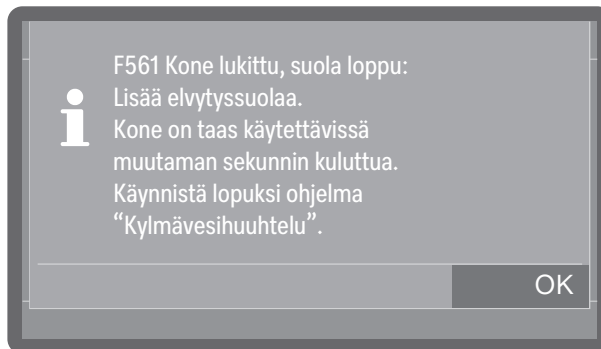 F561 Kone lukittu, suola loppu:
Lisää elvytyssuolaa.
Kone on taas käytettävissä
muutaman sekunnin kuluttua.
Käynnistä lopuksi ohjelma
“Kylmävesihuuhtelu”.
OK